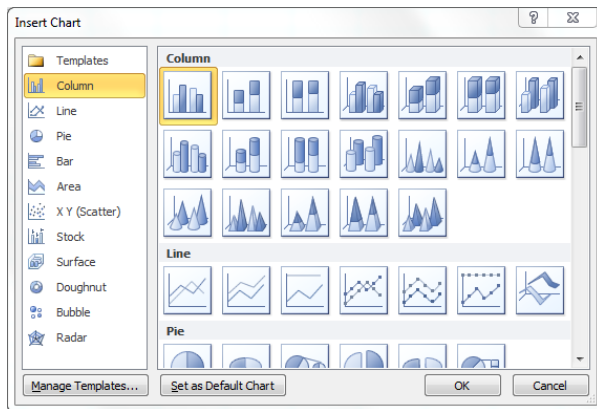 Insert Chart
Templates
Column
Line
Pie
Bar
Area
X Y (Scatter)
Stock
Surface
Doughnut
Bubble
Radar
Column
Line
Pie
Manage Templates...
Set as Default Chart
OK
Cancel